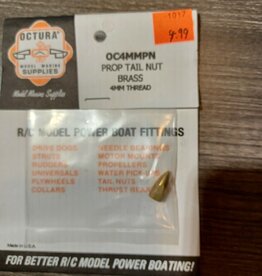 OCTURA
MODEL MARINE
SUPPLIES
Model Marine Supplies
1017
4.99
OC4MMPN
PROP TAIL NUT
BRASS
4MM THREAD
R/C MODEL POWER BOAT FITTINGS
DRIVE DOGS
NEEDLE BEARINGS
STRUTS
MOTOR MOUNTS
RUDDERS
PROPELLERS
UNIVERSALS
WATER PICK-UPS
FLYWHEELS
TAIL NUTS
COLLARS
THRUST BEARINGS
Made in U.S.A.
FOR BETTER R/C MODEL POWER BOATING!